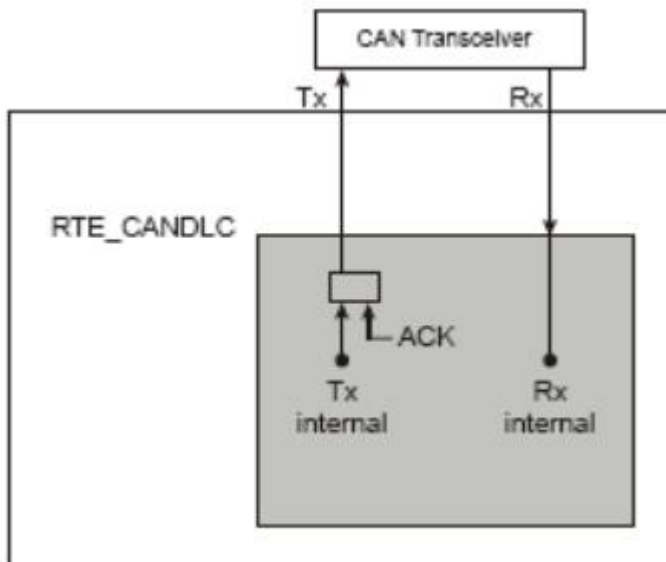 CAN Transceiver
Tx
Rx
RTE_CANDLC
ACK
Tx
internal
Rx
internal